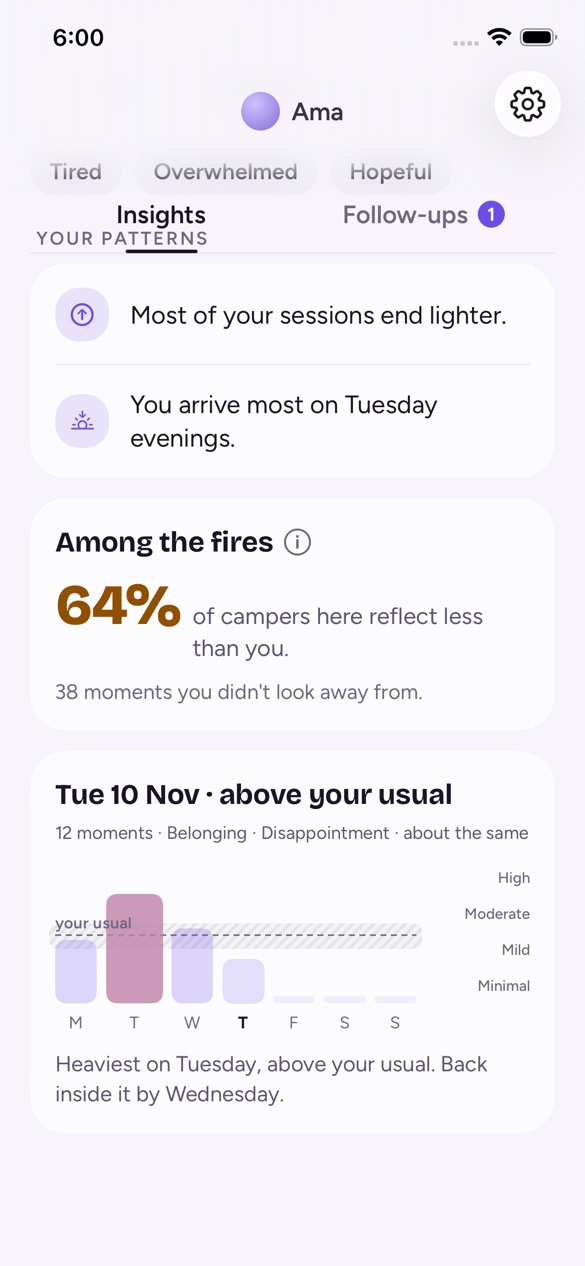 6:00
Ama
Tired Overwhelmed Hopeful
Insights Follow-ups 1
YOUR PATTERNS
Most of your sessions end lighter.
You arrive most on Tuesday
evenings.
Among the fires
64% of campers here reflect less
than you.
38 moments you didn't look away from.
Tue 10 Nov · above your usual
12 moments · Belonging · Disappointment · about the same
High
your usual
Moderate
Mild
Minimal
M T W T F S S
Heaviest on Tuesday, above your usual. Back
inside it by Wednesday.